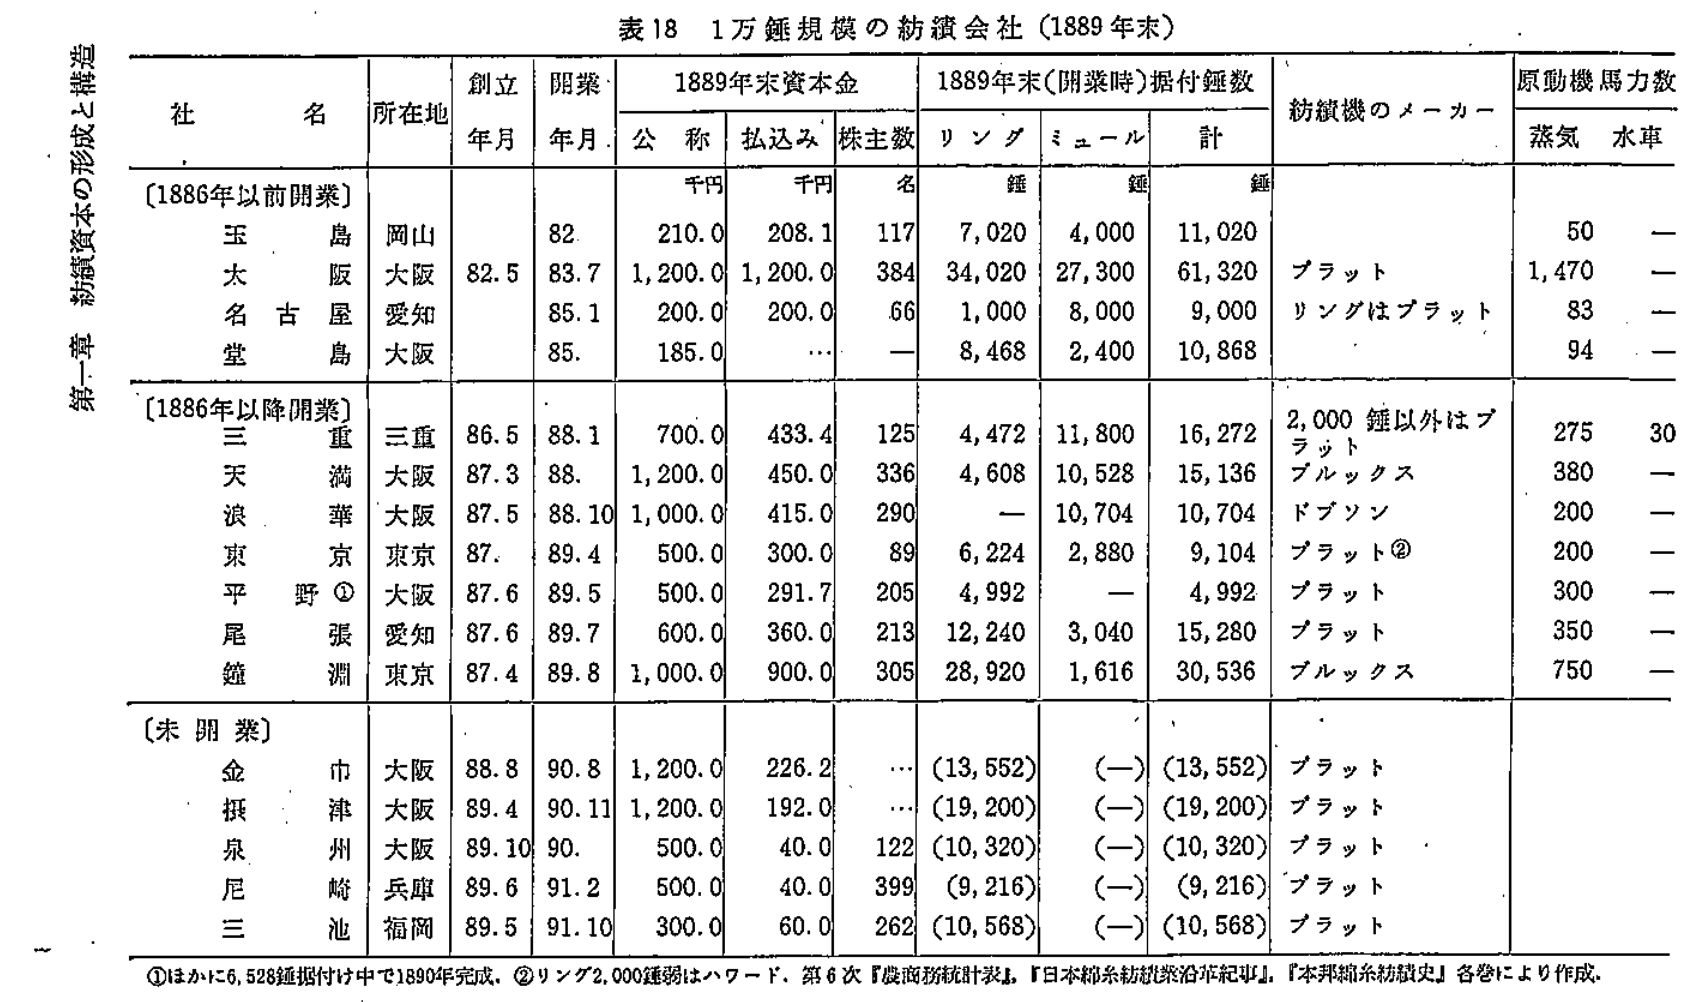 表18　1万錘規模の紡績会社（1889年末）
第一章　紡績資本の形成と構造
社名 所在地 創立年月 開業年月 1889年末資本金 1889年末(開業時)据付錘数 紡績機のメーカー 原動機馬力数
公称 払込み 株主数 リング ミュール 計 蒸気 水車
〔1886年以前開業〕 千円 千円 名 錘 錘 錘
玉島 岡山 82. 210.0 208.1 117 7,020 4,000 11,020 50 —
大阪 大阪 82.5 83.7 1,200.0 1,200.0 384 34,020 27,300 61,320 プラット 1,470 —
名古屋 愛知 85.1 200.0 200.0 66 1,000 8,000 9,000 リングはプラット 83 —
堂島 大阪 85. 185.0 … — 8,468 2,400 10,868 94 —
〔1886年以降開業〕
三重 三重 86.5 88.1 700.0 433.4 125 4,472 11,800 16,272 2,000錘以外はプラット 275 30
天満 大阪 87.3 88. 1,200.0 450.0 336 4,608 10,528 15,136 ブルックス 380 —
浪華 大阪 87.5 88.10 1,000.0 415.0 290 — 10,704 10,704 ドブソン 200 —
東京 東京 87. 89.4 500.0 300.0 89 6,224 2,880 9,104 プラット② 200 —
平野① 大阪 87.6 89.5 500.0 291.7 205 4,992 — 4,992 プラット 300 —
尾張 愛知 87.6 89.7 600.0 360.0 213 12,240 3,040 15,280 プラット 350 —
鐘淵 東京 87.4 89.8 1,000.0 900.0 305 28,920 1,616 30,536 ブルックス 750 —
〔未開業〕
金巾 大阪 88.8 90.8 1,200.0 226.2 … (13,552) (—) (13,552) プラット
摂津 大阪 89.4 90.11 1,200.0 192.0 … (19,200) (—) (19,200) プラット
泉州 大阪 89.10 90. 500.0 40.0 122 (10,320) (—) (10,320) プラット
尼崎 兵庫 89.6 91.2 500.0 40.0 399 (9,216) (—) (9,216) プラット
三池 福岡 89.5 91.10 300.0 60.0 262 (10,568) (—) (10,568) プラット
①ほかに6,528錘据付け中で1890年完成．②リング2,000錘弱はハワード．第6次『農商務統計表』，『日本綿糸紡績業沿革紀事』，『本邦綿糸紡績史』各巻により作成．